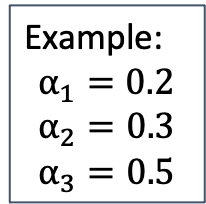 Example:
α₁ = 0.2
α₂ = 0.3
α₃ = 0.5